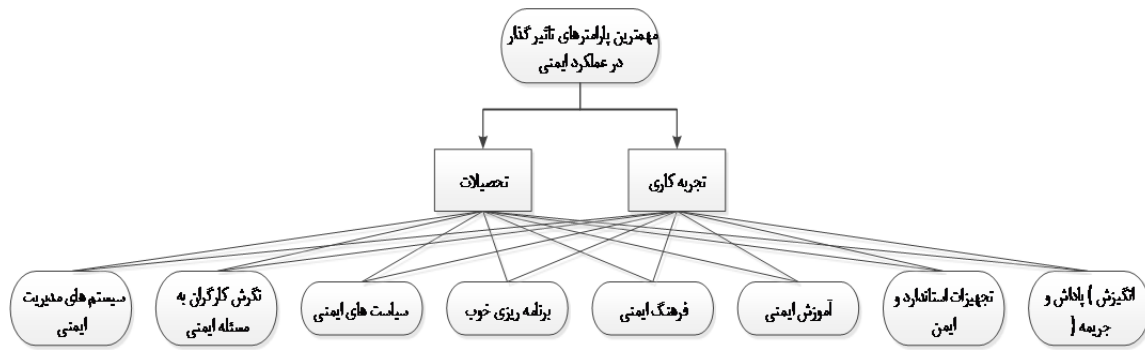 مهمترین پارامترهای تاثیر گذار
در عملکرد ایمنی
تجربه کاری
تحصیلات
انگیزش ) پاداش و
جریمه (
تجهیزات استاندارد و
ایمن
آموزش ایمنی
فرهنگ ایمنی
برنامه ریزی خوب
سیاست های ایمنی
نگرش کارگران به
مسئله ایمنی
سیستم های مدیریت
ایمنی